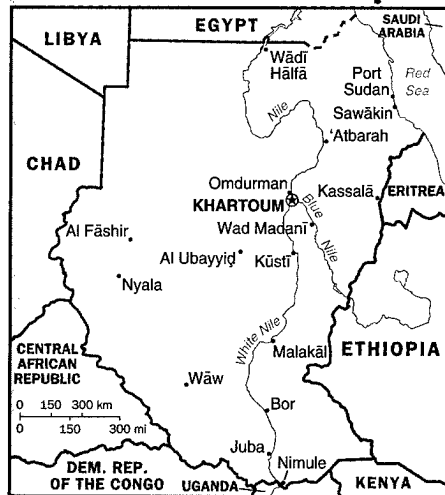 EGYPT
SAUDI
ARABIA
LIBYA
Wādī
Hālfā
Port
Sudan
Red
Sea
Sawākin
Nile
'Atbarah
CHAD
Omdurman
KHARTOUM
Kassalā
ERITREA
Blue
Nile
Wad Madanī
Al Fāshir
Al Ubayyiḍ
Kūstī
Nyala
White Nile
Malakāl
ETHIOPIA
CENTRAL
AFRICAN
REPUBLIC
Wāw
0 150 300 km
0 150 300 mi
Bor
Juba
Nimule
DEM. REP.
OF THE CONGO
UGANDA
KENYA